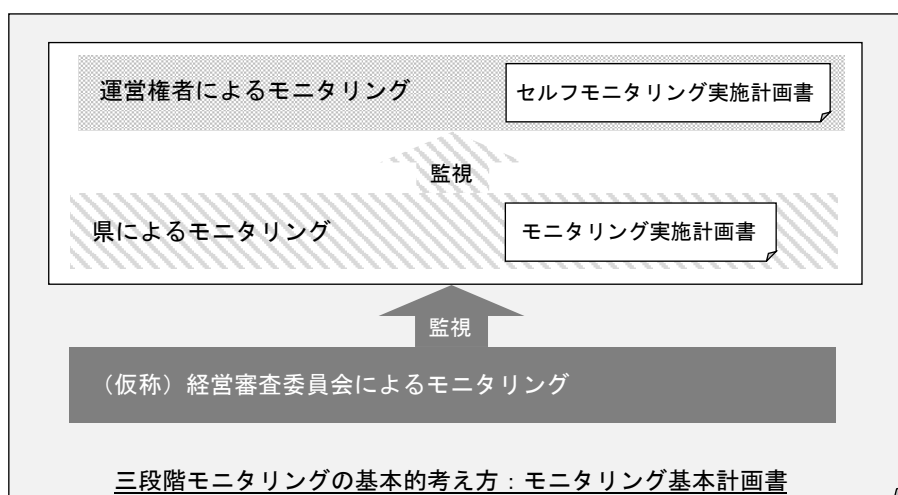 運営権者によるモニタリング
セルフモニタリング実施計画書
監視
県によるモニタリング
モニタリング実施計画書
監視
（仮称）経営審査委員会によるモニタリング
三段階モニタリングの基本的考え方：モニタリング基本計画書